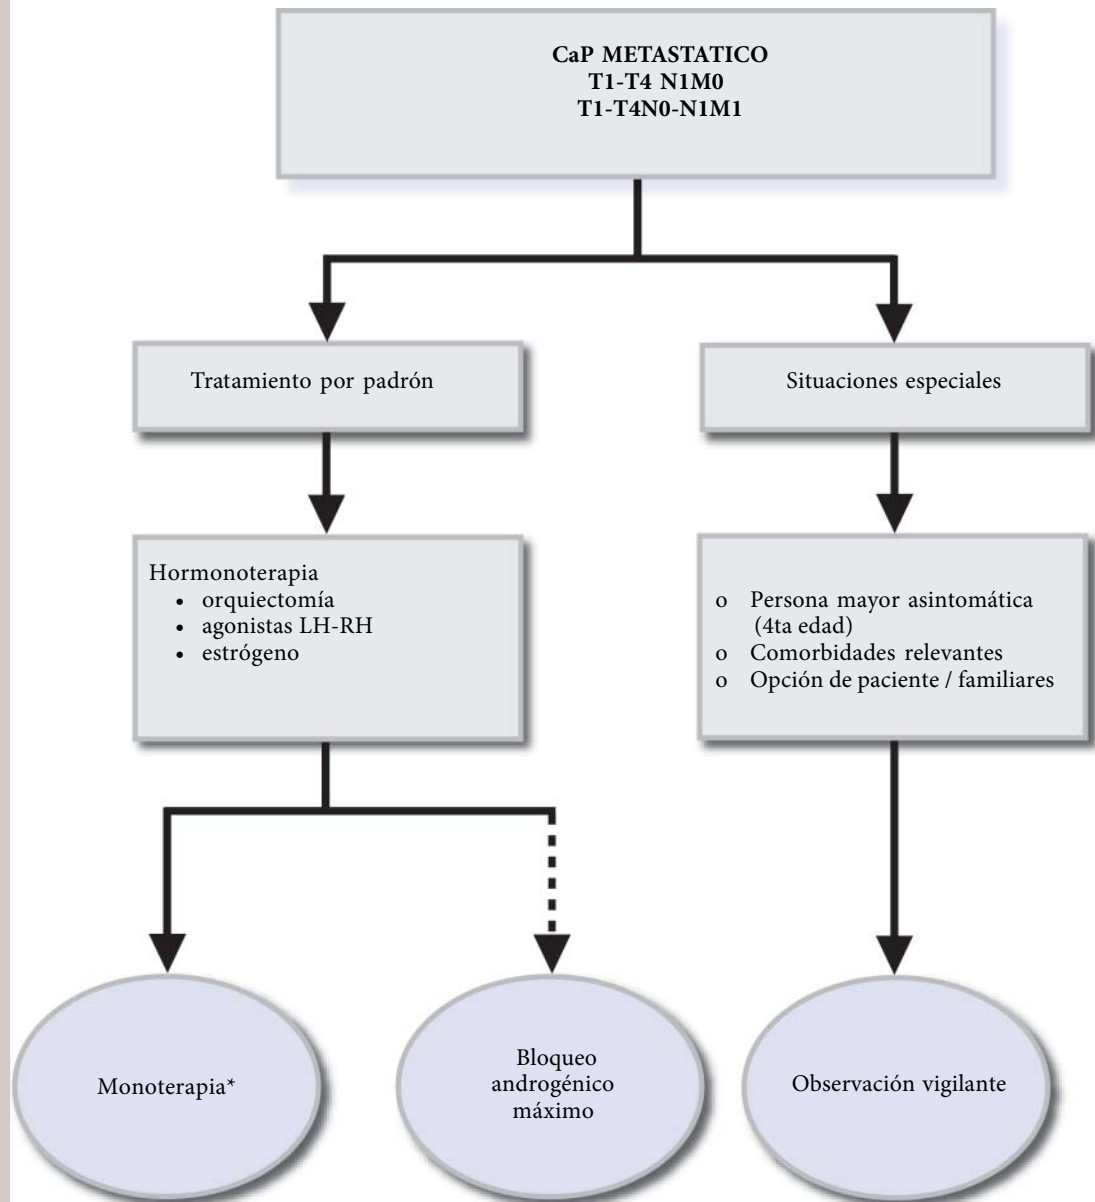 CaP METASTATICO
T1-T4 N1M0
T1-T4N0-N1M1
Tratamiento por padrón
Situaciones especiales
Hormonoterapia
• orquiectomía
• agonistas LH-RH
• estrógeno
o Persona mayor asintomática
(4ta edad)
o Comorbidades relevantes
o Opción de paciente / familiares
Monoterapia*
Bloqueo
androgénico
máximo
Observación vigilante